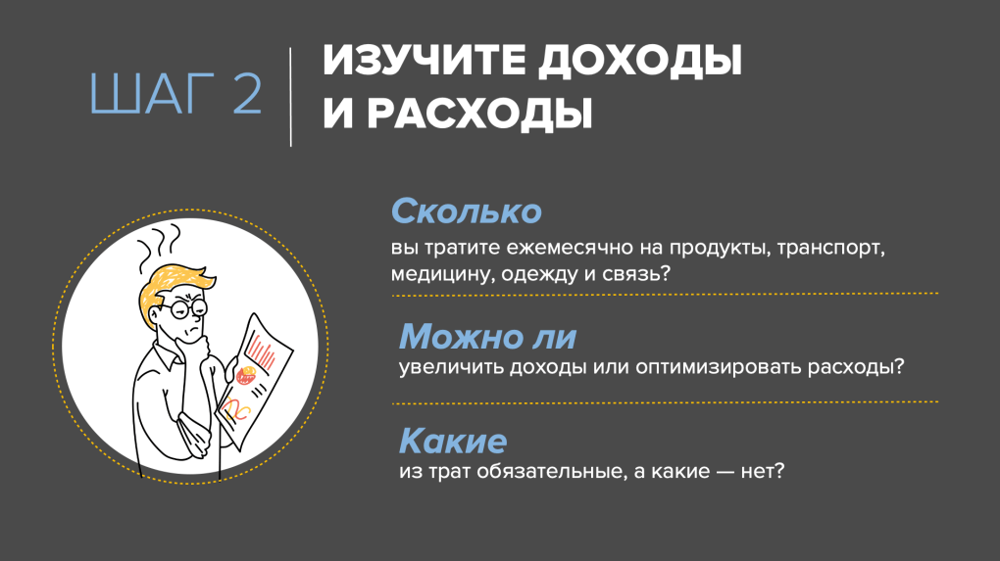 ШАГ 2
ИЗУЧИТЕ ДОХОДЫ
И РАСХОДЫ
Сколько
вы тратите ежемесячно на продукты, транспорт,
медицину, одежду и связь?
Можно ли
увеличить доходы или оптимизировать расходы?
Какие
из трат обязательные, а какие — нет?